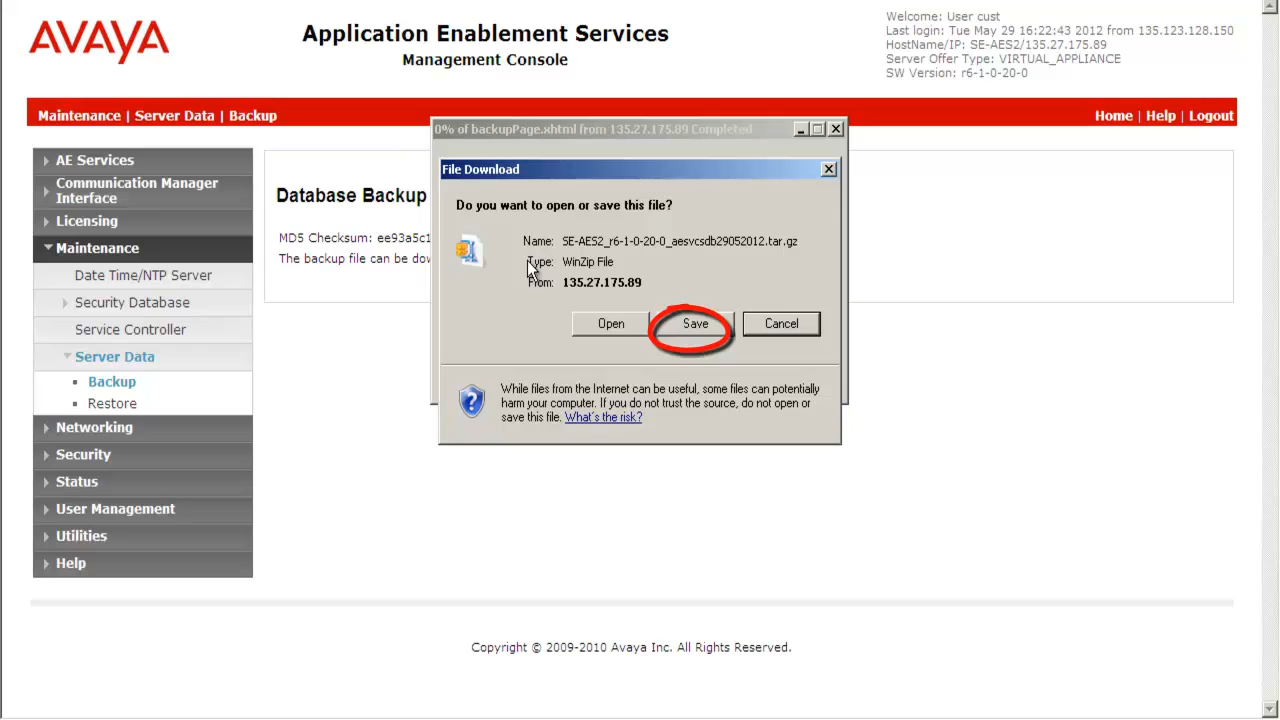 AVAYA
Application Enablement Services
Management Console
Welcome: User cust
Last login: Tue May 29 16:22:43 2012 from 135.123.128.150
HostName/IP: SE-AES2/135.27.175.89
Server Offer Type: VIRTUAL_APPLIANCE
SW Version: r6-1-0-20-0
Maintenance | Server Data | Backup
Home | Help | Logout
AE Services
Communication Manager
Interface
Licensing
Maintenance
Date Time/NTP Server
Security Database
Service Controller
Server Data
Backup
Restore
Networking
Security
Status
User Management
Utilities
Help
Database Backup
MD5 Checksum: ee93a5c1
The backup file can be dow
0% of backupPage.xhtml from 135.27.175.89 Completed
File Download
Do you want to open or save this file?
Name: SE-AES2_r6-1-0-20-0_aesvcsdb29052012.tar.gz
Type: WinZip File
From: 135.27.175.89
Open Save Cancel
While files from the Internet can be useful, some files can potentially
harm your computer. If you do not trust the source, do not open or
save this file. What's the risk?
Copyright © 2009-2010 Avaya Inc. All Rights Reserved.